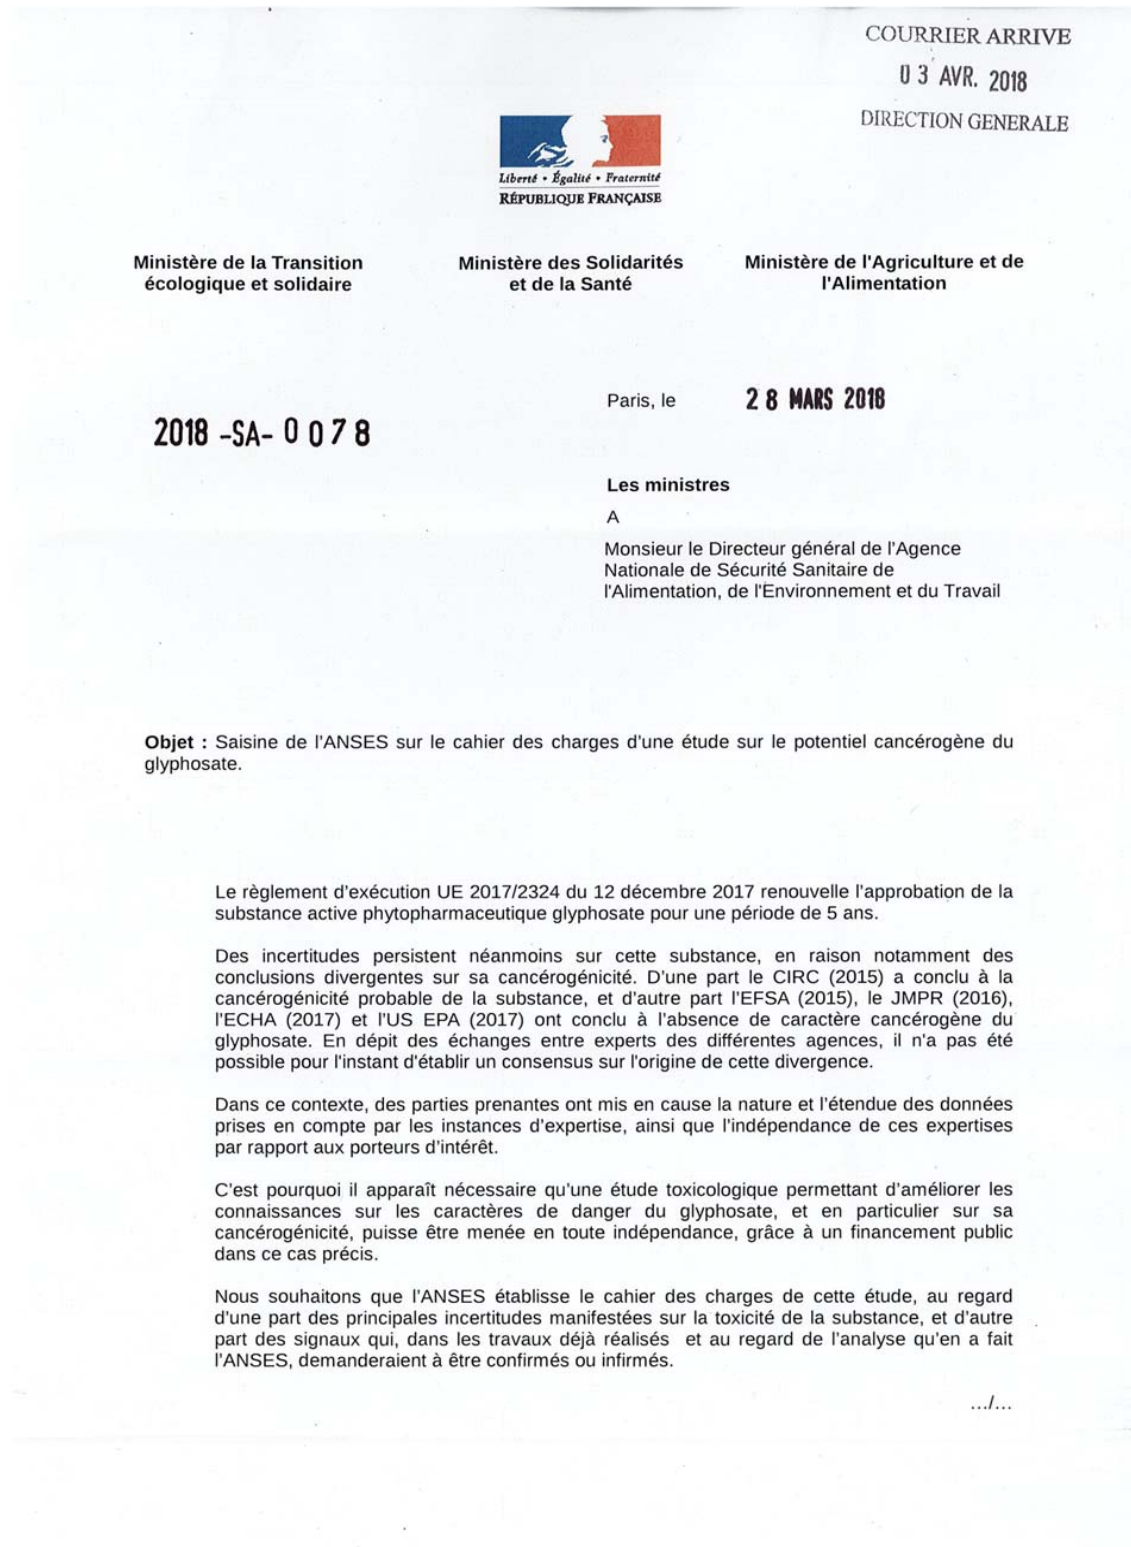 COURRIER ARRIVE
03 AVR. 2018
DIRECTION GENERALE
Liberté • Égalité • Fraternité
RÉPUBLIQUE FRANÇAISE
Ministère de la Transition
écologique et solidaire
Ministère des Solidarités
et de la Santé
Ministère de l'Agriculture et de
l'Alimentation
Paris, le 28 MARS 2018
2018 -SA- 0078
Les ministres
A
Monsieur le Directeur général de l'Agence
Nationale de Sécurité Sanitaire de
l'Alimentation, de l'Environnement et du Travail
Objet : Saisine de l'ANSES sur le cahier des charges d'une étude sur le potentiel cancérogène du
glyphosate.
Le règlement d'exécution UE 2017/2324 du 12 décembre 2017 renouvelle l'approbation de la
substance active phytopharmaceutique glyphosate pour une période de 5 ans.
Des incertitudes persistent néanmoins sur cette substance, en raison notamment des
conclusions divergentes sur sa cancérogénicité. D'une part le CIRC (2015) a conclu à la
cancérogénicité probable de la substance, et d'autre part l'EFSA (2015), le JMPR (2016),
l'ECHA (2017) et l'US EPA (2017) ont conclu à l'absence de caractère cancérogène du
glyphosate. En dépit des échanges entre experts des différentes agences, il n'a pas été
possible pour l'instant d'établir un consensus sur l'origine de cette divergence.
Dans ce contexte, des parties prenantes ont mis en cause la nature et l'étendue des données
prises en compte par les instances d'expertise, ainsi que l'indépendance de ces expertises
par rapport aux porteurs d'intérêt.
C'est pourquoi il apparaît nécessaire qu'une étude toxicologique permettant d'améliorer les
connaissances sur les caractères de danger du glyphosate, et en particulier sur sa
cancérogénicité, puisse être menée en toute indépendance, grâce à un financement public
dans ce cas précis.
Nous souhaitons que l'ANSES établisse le cahier des charges de cette étude, au regard
d'une part des principales incertitudes manifestées sur la toxicité de la substance, et d'autre
part des signaux qui, dans les travaux déjà réalisés et au regard de l'analyse qu'en a fait
l'ANSES, demanderaient à être confirmés ou infirmés.
.../...